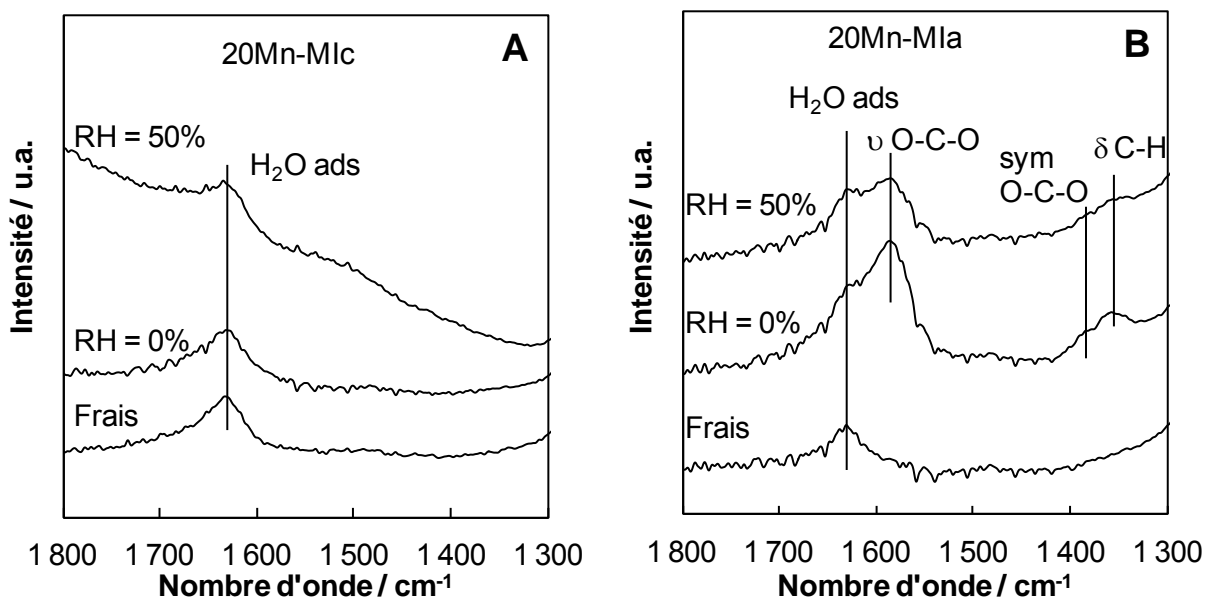 20Mn-MIc
A
RH = 50%
H₂O ads
RH = 0%
Frais
Intensité / u.a.
1 800 1 700 1 600 1 500 1 400 1 300
Nombre d'onde / cm⁻¹
20Mn-MIa
B
H₂O ads
υ O-C-O
sym
O-C-O
δ C-H
RH = 50%
RH = 0%
Frais
Intensité / u.a.
1 800 1 700 1 600 1 500 1 400 1 300
Nombre d'onde / cm⁻¹